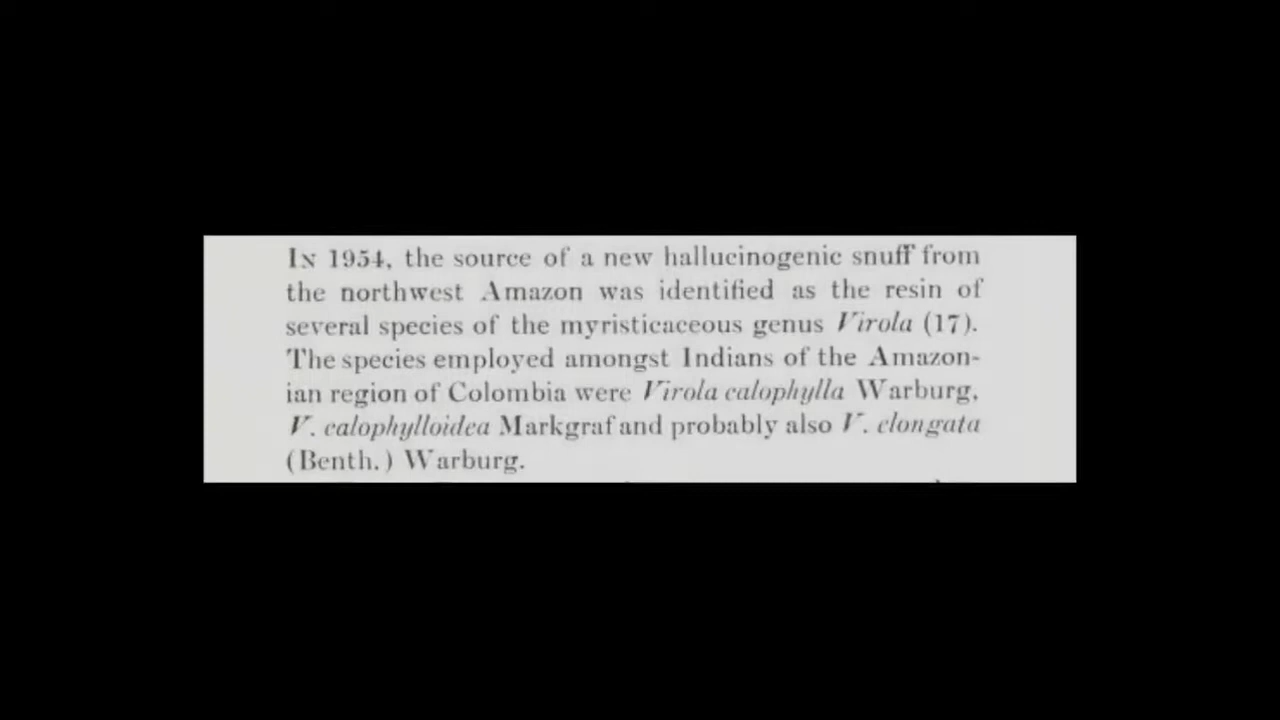 In 1954, the source of a new hallucinogenic snuff from
the northwest Amazon was identified as the resin of
several species of the myristicaceous genus Virola (17).
The species employed amongst Indians of the Amazon-
ian region of Colombia were Virola calophylla Warburg,
V. calophylloidea Markgraf and probably also V. elongata
(Benth.) Warburg.